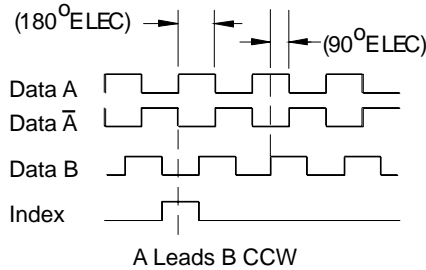 (180°ELEC)
(90°ELEC)
Data A
Data A̅
Data B
Index
A Leads B CCW